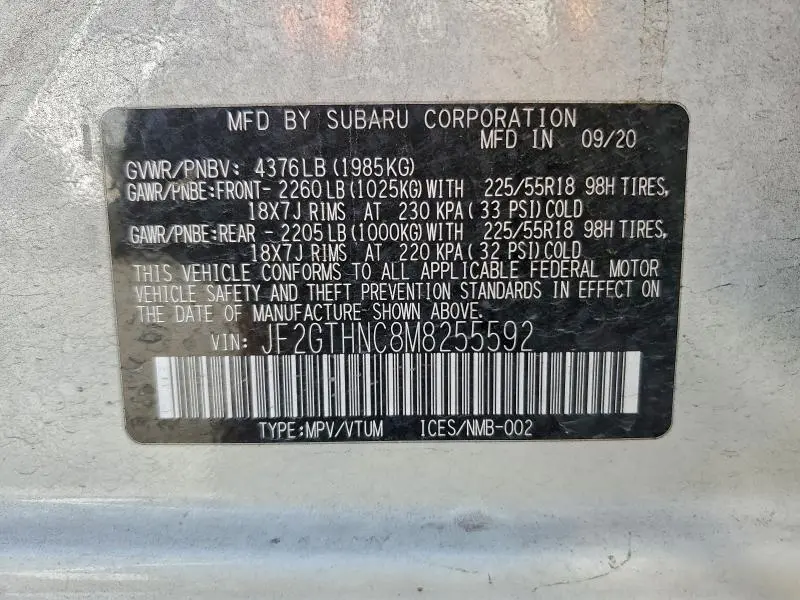 MFD BY SUBARU CORPORATION
MFD IN 09/20
GVWR/PNBV: 4376LB (1985KG)
GAWR/PNBE:FRONT- 2260LB (1025KG) WITH 225/55R18 98H TIRES,
18X7J RIMS AT 230 KPA (33 PSI) COLD
GAWR/PNBE:REAR - 2205LB (1000KG) WITH 225/55R18 98H TIRES,
18X7J RIMS AT 220 KPA (32 PSI) COLD
THIS VEHICLE CONFORMS TO ALL APPLICABLE FEDERAL MOTOR
VEHICLE SAFETY AND THEFT PREVENTION STANDARDS IN EFFECT ON
THE DATE OF MANUFACTURE SHOWN ABOVE.
VIN: JF2GTHNC8M8255592
TYPE:MPV/VTUM ICES/NMB-002